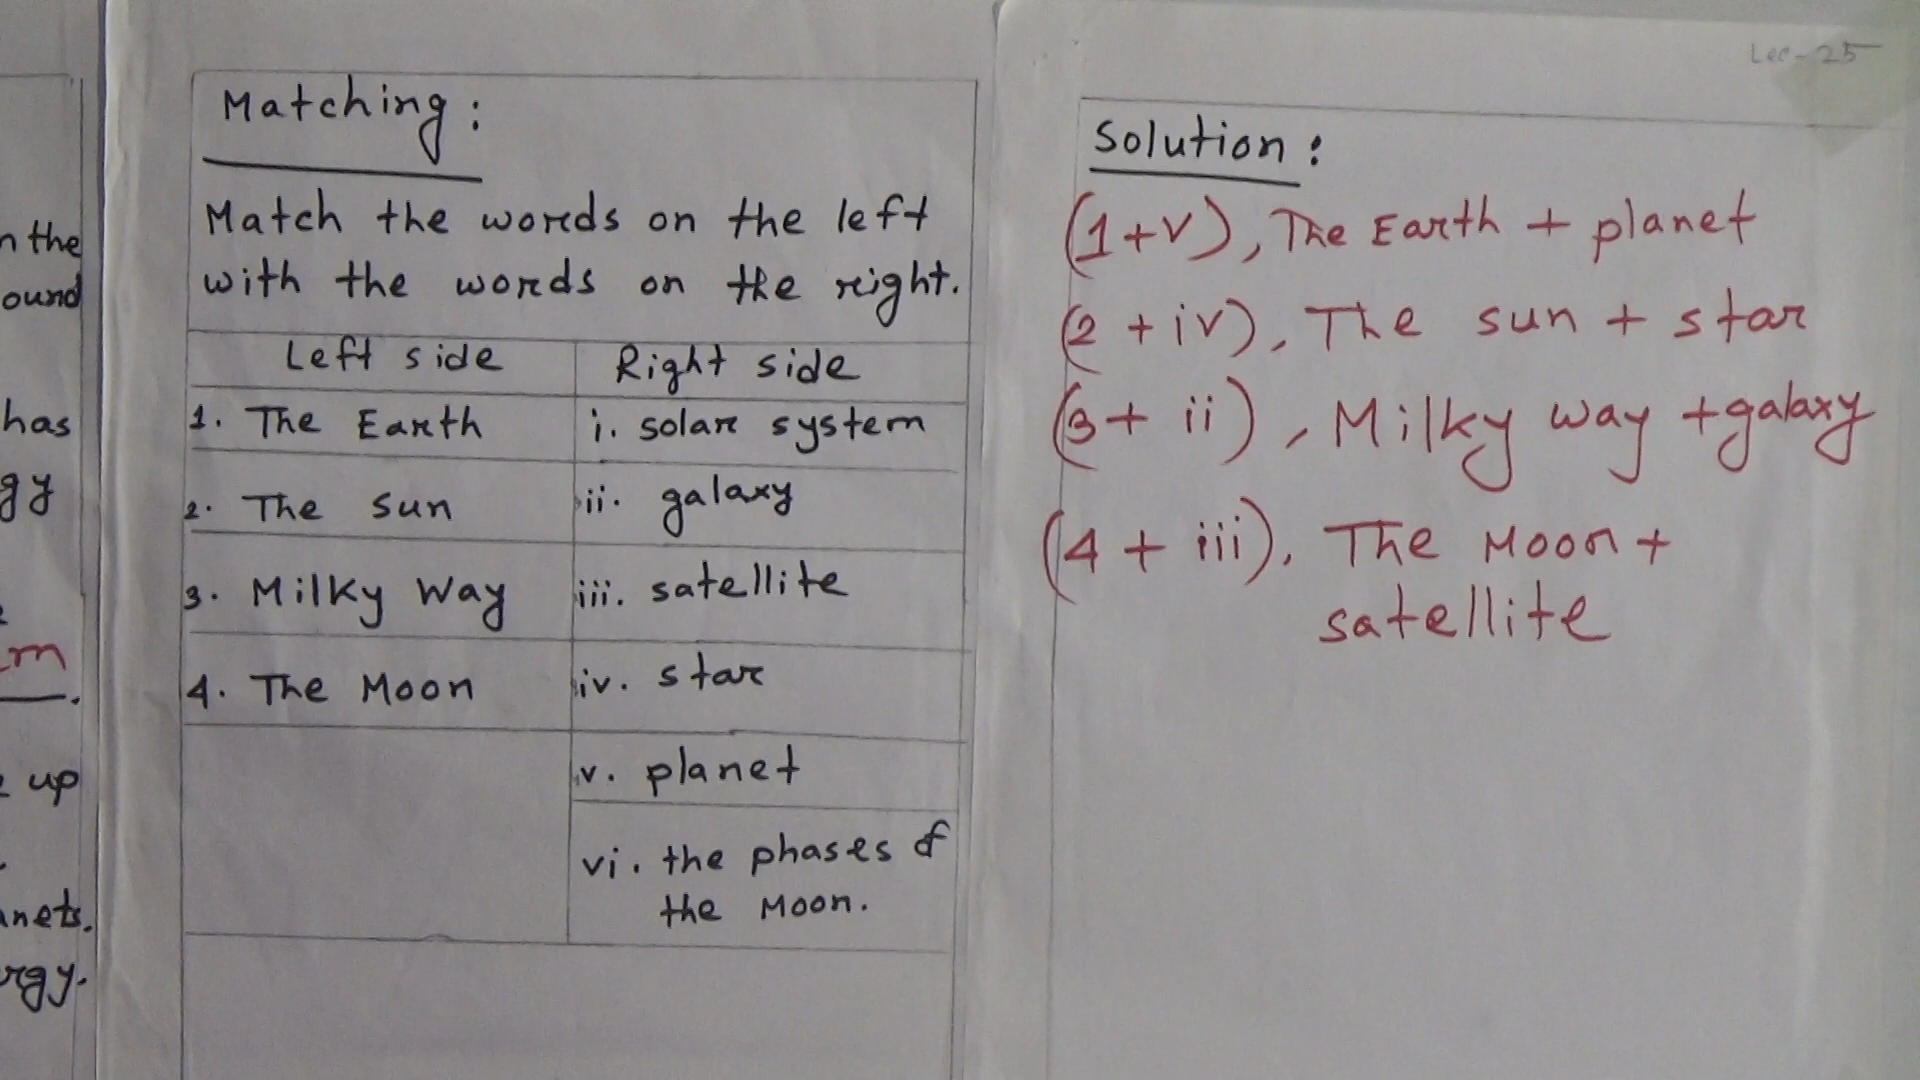 n the
ound
has
gy
m
up
nets.
rgy.
Matching:
Match the words on the left
with the words on the right.
Left side Right side
1. The Earth i. solar system
2. The Sun ii. galaxy
3. Milky Way iii. satellite
4. The Moon iv. star
v. planet
vi. the phases of
the Moon.
Lec-25
Solution:
(1+v), The Earth + planet
(2 + iv), The sun + star
(3 + ii), Milky way + galaxy
(4 + iii), The Moon +
satellite